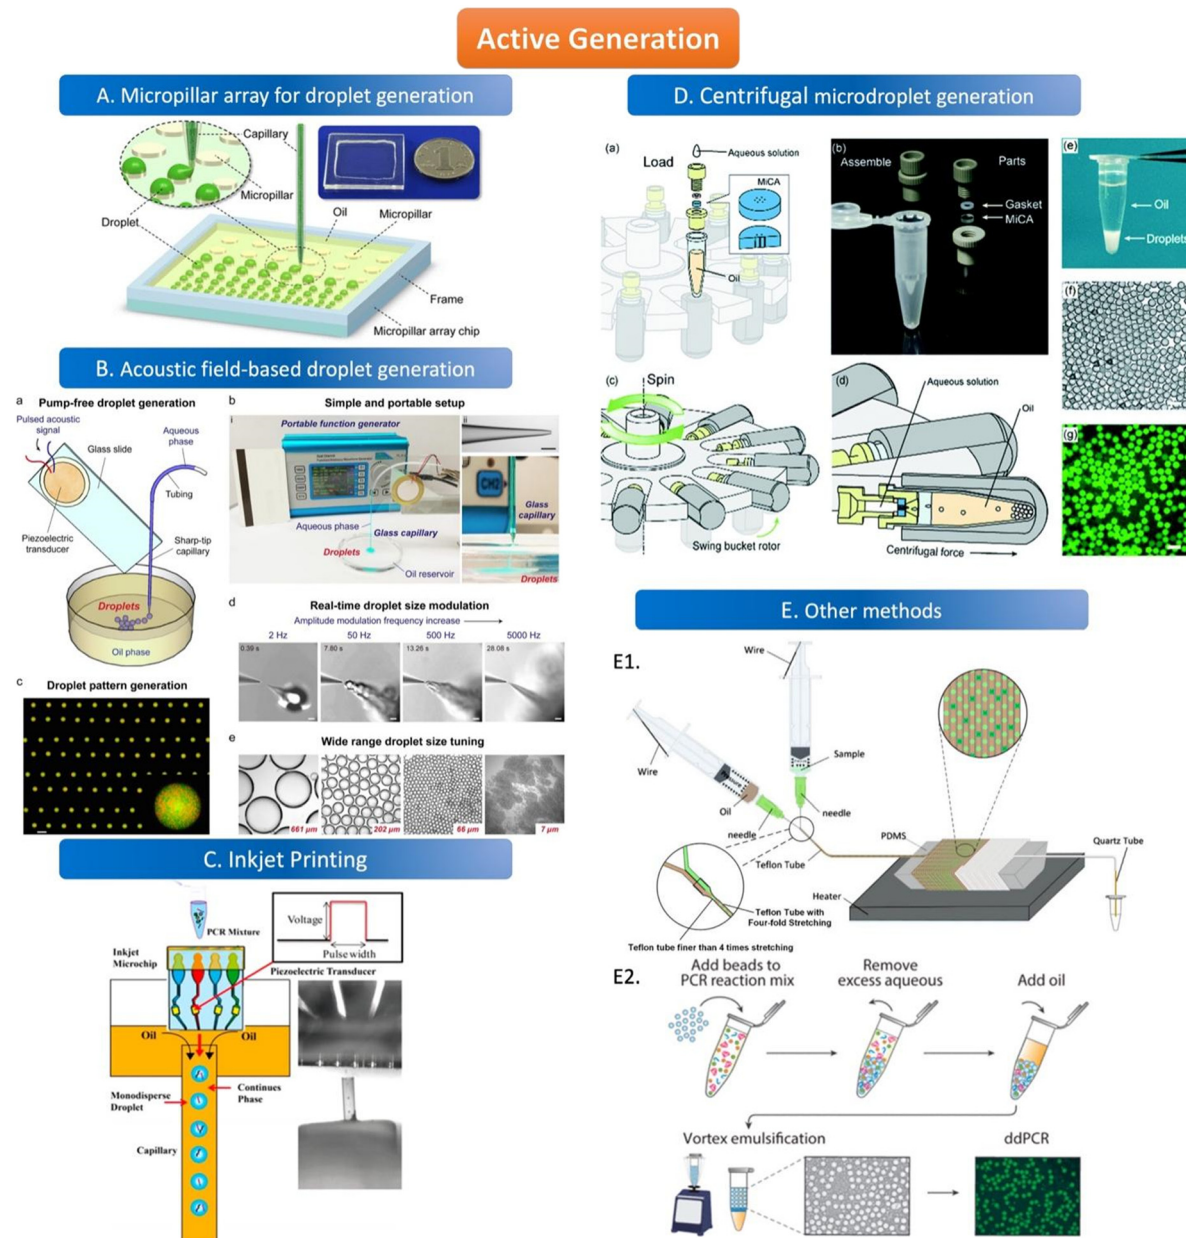 Active Generation
A. Micropillar array for droplet generation
Capillary
Micropillar
Droplet
Oil
Micropillar
Frame
Micropillar array chip
B. Acoustic field-based droplet generation
a
Pump-free droplet generation
Pulsed acoustic
signal
Glass slide
Aqueous
phase
Tubing
Piezoelectric
transducer
Sharp-tip
capillary
Droplets
Oil phase
b
Simple and portable setup
i
Portable function generator
Aqueous phase
Glass capillary
Droplets
Oil reservoir
ii
CH2
Glass
capillary
Droplets
c
Droplet pattern generation
d
Real-time droplet size modulation
Amplitude modulation frequency increase
2 Hz
50 Hz
500 Hz
5000 Hz
0.39 s
7.80 s
13.26 s
28.08 s
e
Wide range droplet size tuning
661 μm
202 μm
66 μm
7 μm
C. Inkjet Printing
PCR Mixture
Voltage
Pulse width
Inkjet
Microchip
Piezoelectric Transducer
Oil
Oil
Monodisperse
Droplet
Continues
Phase
Capillary
D. Centrifugal microdroplet generation
(a)
Load
Aqueous solution
MiCA
Oil
(b)
Assemble
Parts
Gasket
MiCA
(e)
Oil
Droplets
(f)
(c)
Spin
Swing bucket rotor
(d)
Aqueous solution
Oil
Centrifugal force
(g)
E. Other methods
E1.
Wire
Wire
Sample
Oil
needle
needle
Teflon Tube
PDMS
Quartz Tube
Heater
Teflon Tube with
Four-fold Stretching
Teflon tube finer than 4 times stretching
E2.
Add beads to
PCR reaction mix
Remove
excess aqueous
Add oil
Vortex emulsification
ddPCR